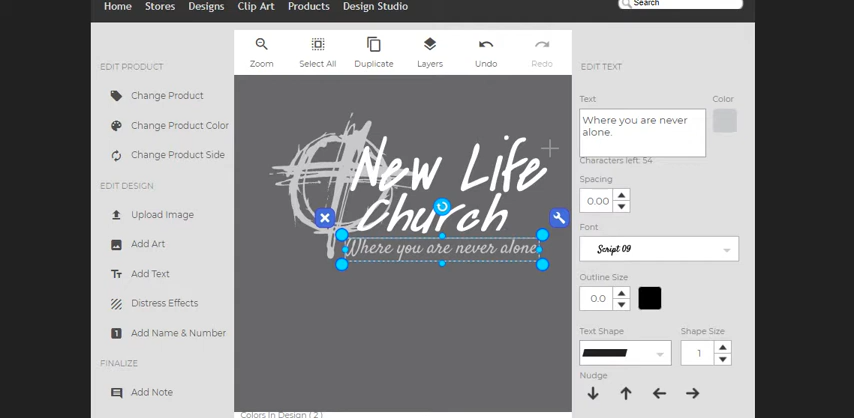 Home Stores Designs Clip Art Products Design Studio
Search
EDIT PRODUCT
Change Product
Change Product Color
Change Product Side
EDIT DESIGN
Upload Image
Add Art
Add Text
Distress Effects
Add Name & Number
FINALIZE
Add Note
Zoom Select All Duplicate Layers Undo Redo
New Life
Church
Where you are never alone.
Colors In Design ( 2 )
EDIT TEXT
Text Color
Where you are never
alone.
Characters left: 54
Spacing
0.00
Font
Script 09
Outline Size
0.0
Text Shape Shape Size
1
Nudge